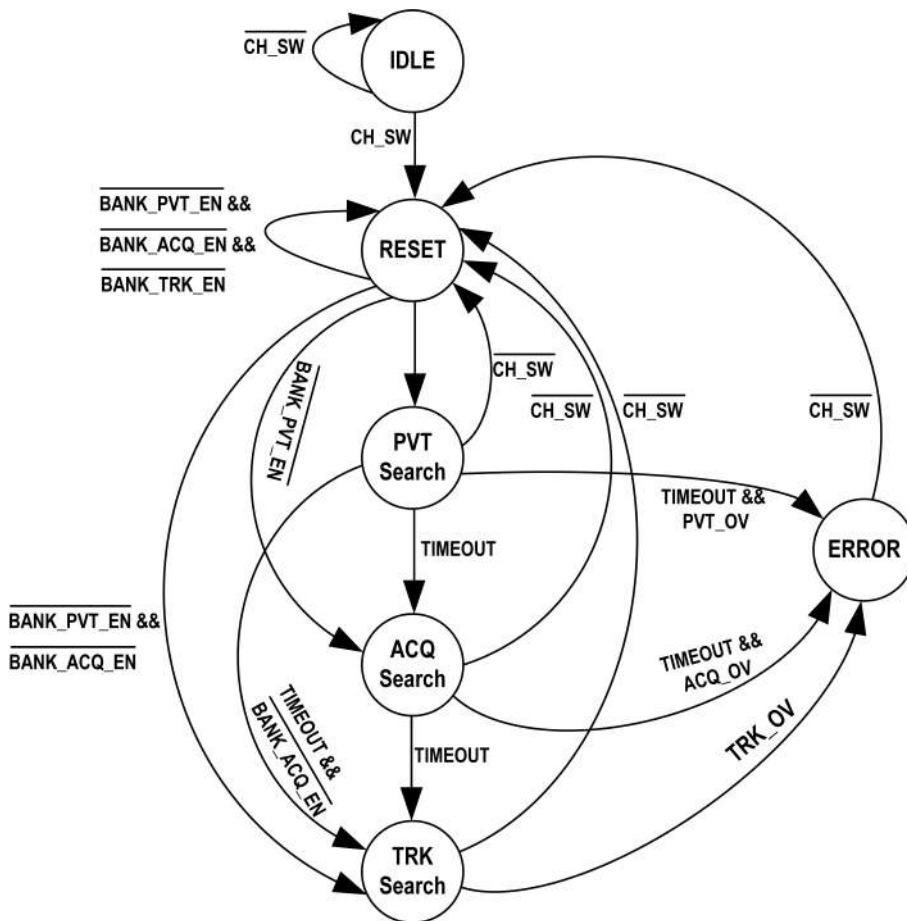 CH_SW
IDLE
CH_SW
BANK_PVT_EN &&
BANK_ACQ_EN &&
BANK_TRK_EN
RESET
BANK_PVT_EN
CH_SW
CH_SW
CH_SW
CH_SW
PVT
Search
TIMEOUT &&
PVT_OV
ERROR
TIMEOUT
BANK_PVT_EN &&
BANK_ACQ_EN
ACQ
Search
TIMEOUT &&
ACQ_OV
TIMEOUT &&
BANK_ACQ_EN
TIMEOUT
TRK_OV
TRK
Search